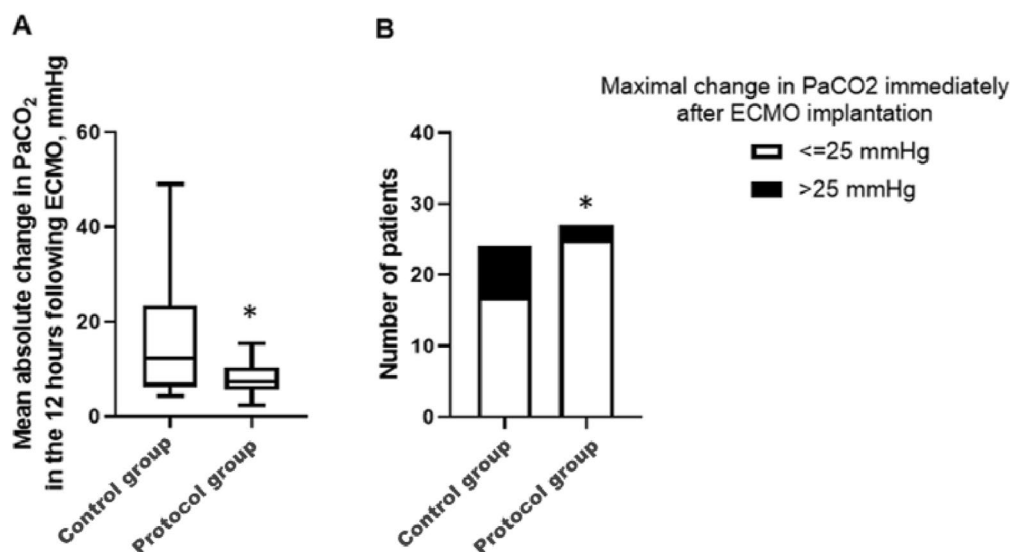 A
Mean absolute change in PaCO2
in the 12 hours following ECMO, mmHg
60
40
20
0
*
Control group
Protocol group
B
Maximal change in PaCO2 immediately
after ECMO implantation
<=25 mmHg
>25 mmHg
Number of patients
40
30
20
10
0
*
Control group
Protocol group